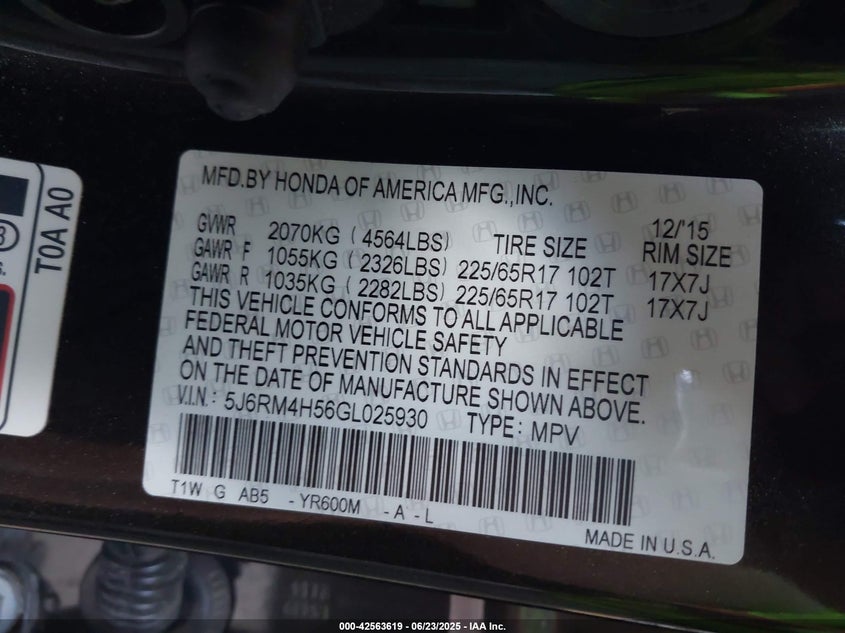 MFD.BY HONDA OF AMERICA MFG.,INC.
12/'15
GVWR 2070KG (4564LBS) TIRE SIZE RIM SIZE
GAWR F 1055KG (2326LBS) 225/65R17 102T 17X7J
GAWR R 1035KG (2282LBS) 225/65R17 102T 17X7J
THIS VEHICLE CONFORMS TO ALL APPLICABLE
FEDERAL MOTOR VEHICLE SAFETY
AND THEFT PREVENTION STANDARDS IN EFFECT
ON THE DATE OF MANUFACTURE SHOWN ABOVE.
V.I.N.: 5J6RM4H56GL025930 TYPE: MPV
T1W G AB5 -YR600M -A-L
MADE IN U.S.A.
T0A A0
000-42563619 - 06/23/2025 - IAA Inc.